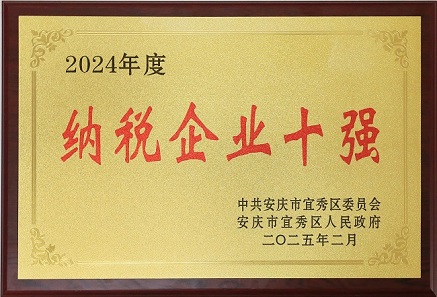 2024年度
纳税企业十强
中共安庆市宜秀区委员会
安庆市宜秀区人民政府
二〇二五年二月